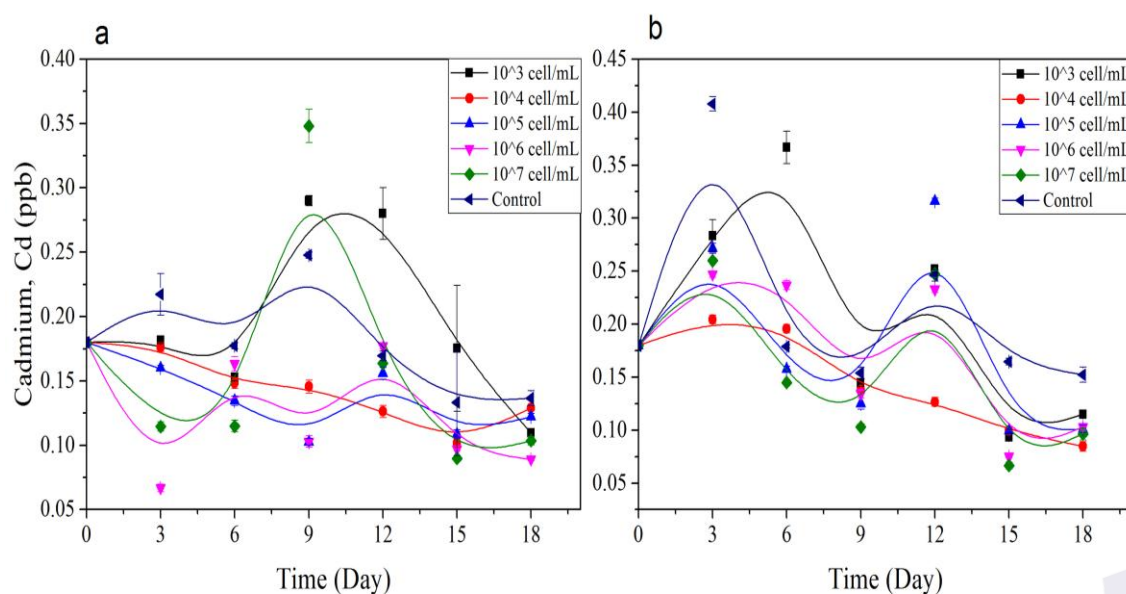 a
Cadmium, Cd (ppb)
0.40
0.35
0.30
0.25
0.20
0.15
0.10
0.05
10^3 cell/mL
10^4 cell/mL
10^5 cell/mL
10^6 cell/mL
10^7 cell/mL
Control
0 3 6 9 12 15 18
Time (Day)
b
0.45
0.40
0.35
0.30
0.25
0.20
0.15
0.10
0.05
10^3 cell/mL
10^4 cell/mL
10^5 cell/mL
10^6 cell/mL
10^7 cell/mL
Control
0 3 6 9 12 15 18
Time (Day)